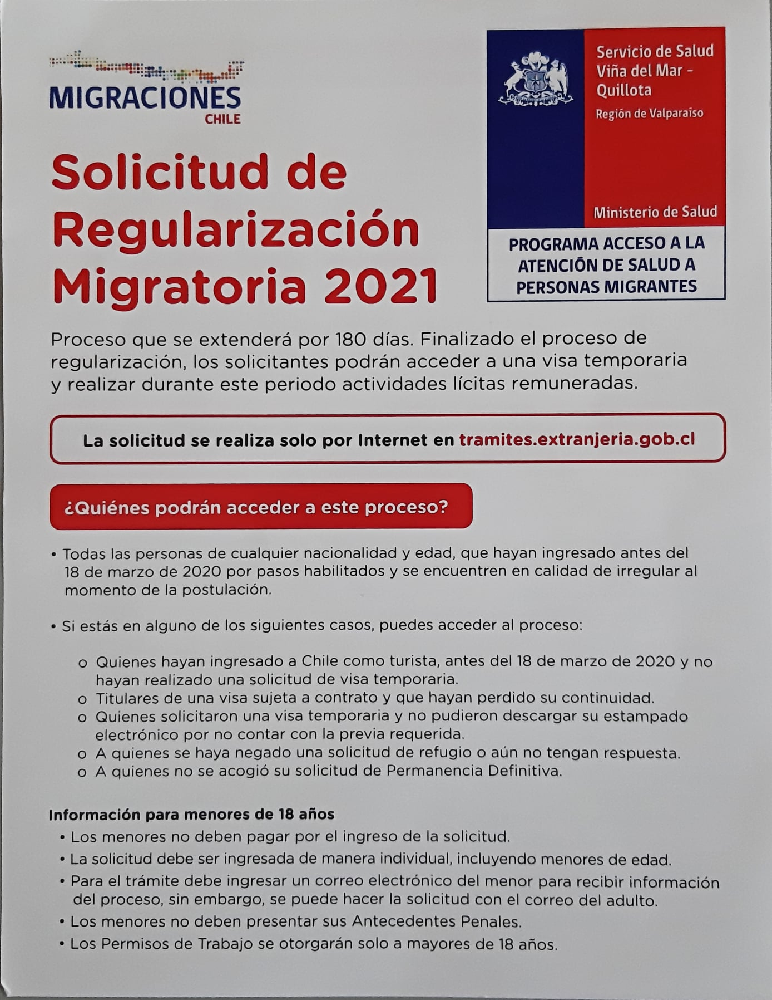 MIGRACIONES
CHILE
Servicio de Salud
Viña del Mar -
Quillota
Región de Valparaíso
Ministerio de Salud
PROGRAMA ACCESO A LA
ATENCIÓN DE SALUD A
PERSONAS MIGRANTES
Solicitud de
Regularización
Migratoria 2021
Proceso que se extenderá por 180 días. Finalizado el proceso de
regularización, los solicitantes podrán acceder a una visa temporaria
y realizar durante este periodo actividades lícitas remuneradas.
La solicitud se realiza solo por Internet en tramites.extranjeria.gob.cl
¿Quiénes podrán acceder a este proceso?
• Todas las personas de cualquier nacionalidad y edad, que hayan ingresado antes del
18 de marzo de 2020 por pasos habilitados y se encuentren en calidad de irregular al
momento de la postulación.
• Si estás en alguno de los siguientes casos, puedes acceder al proceso:
o Quienes hayan ingresado a Chile como turista, antes del 18 de marzo de 2020 y no
hayan realizado una solicitud de visa temporaria.
o Titulares de una visa sujeta a contrato y que hayan perdido su continuidad.
o Quienes solicitaron una visa temporaria y no pudieron descargar su estampado
electrónico por no contar con la previa requerida.
o A quienes se haya negado una solicitud de refugio o aún no tengan respuesta.
o A quienes no se acogió su solicitud de Permanencia Definitiva.
Información para menores de 18 años
• Los menores no deben pagar por el ingreso de la solicitud.
• La solicitud debe ser ingresada de manera individual, incluyendo menores de edad.
• Para el trámite debe ingresar un correo electrónico del menor para recibir información
del proceso, sin embargo, se puede hacer la solicitud con el correo del adulto.
• Los menores no deben presentar sus Antecedentes Penales.
• Los Permisos de Trabajo se otorgarán solo a mayores de 18 años.